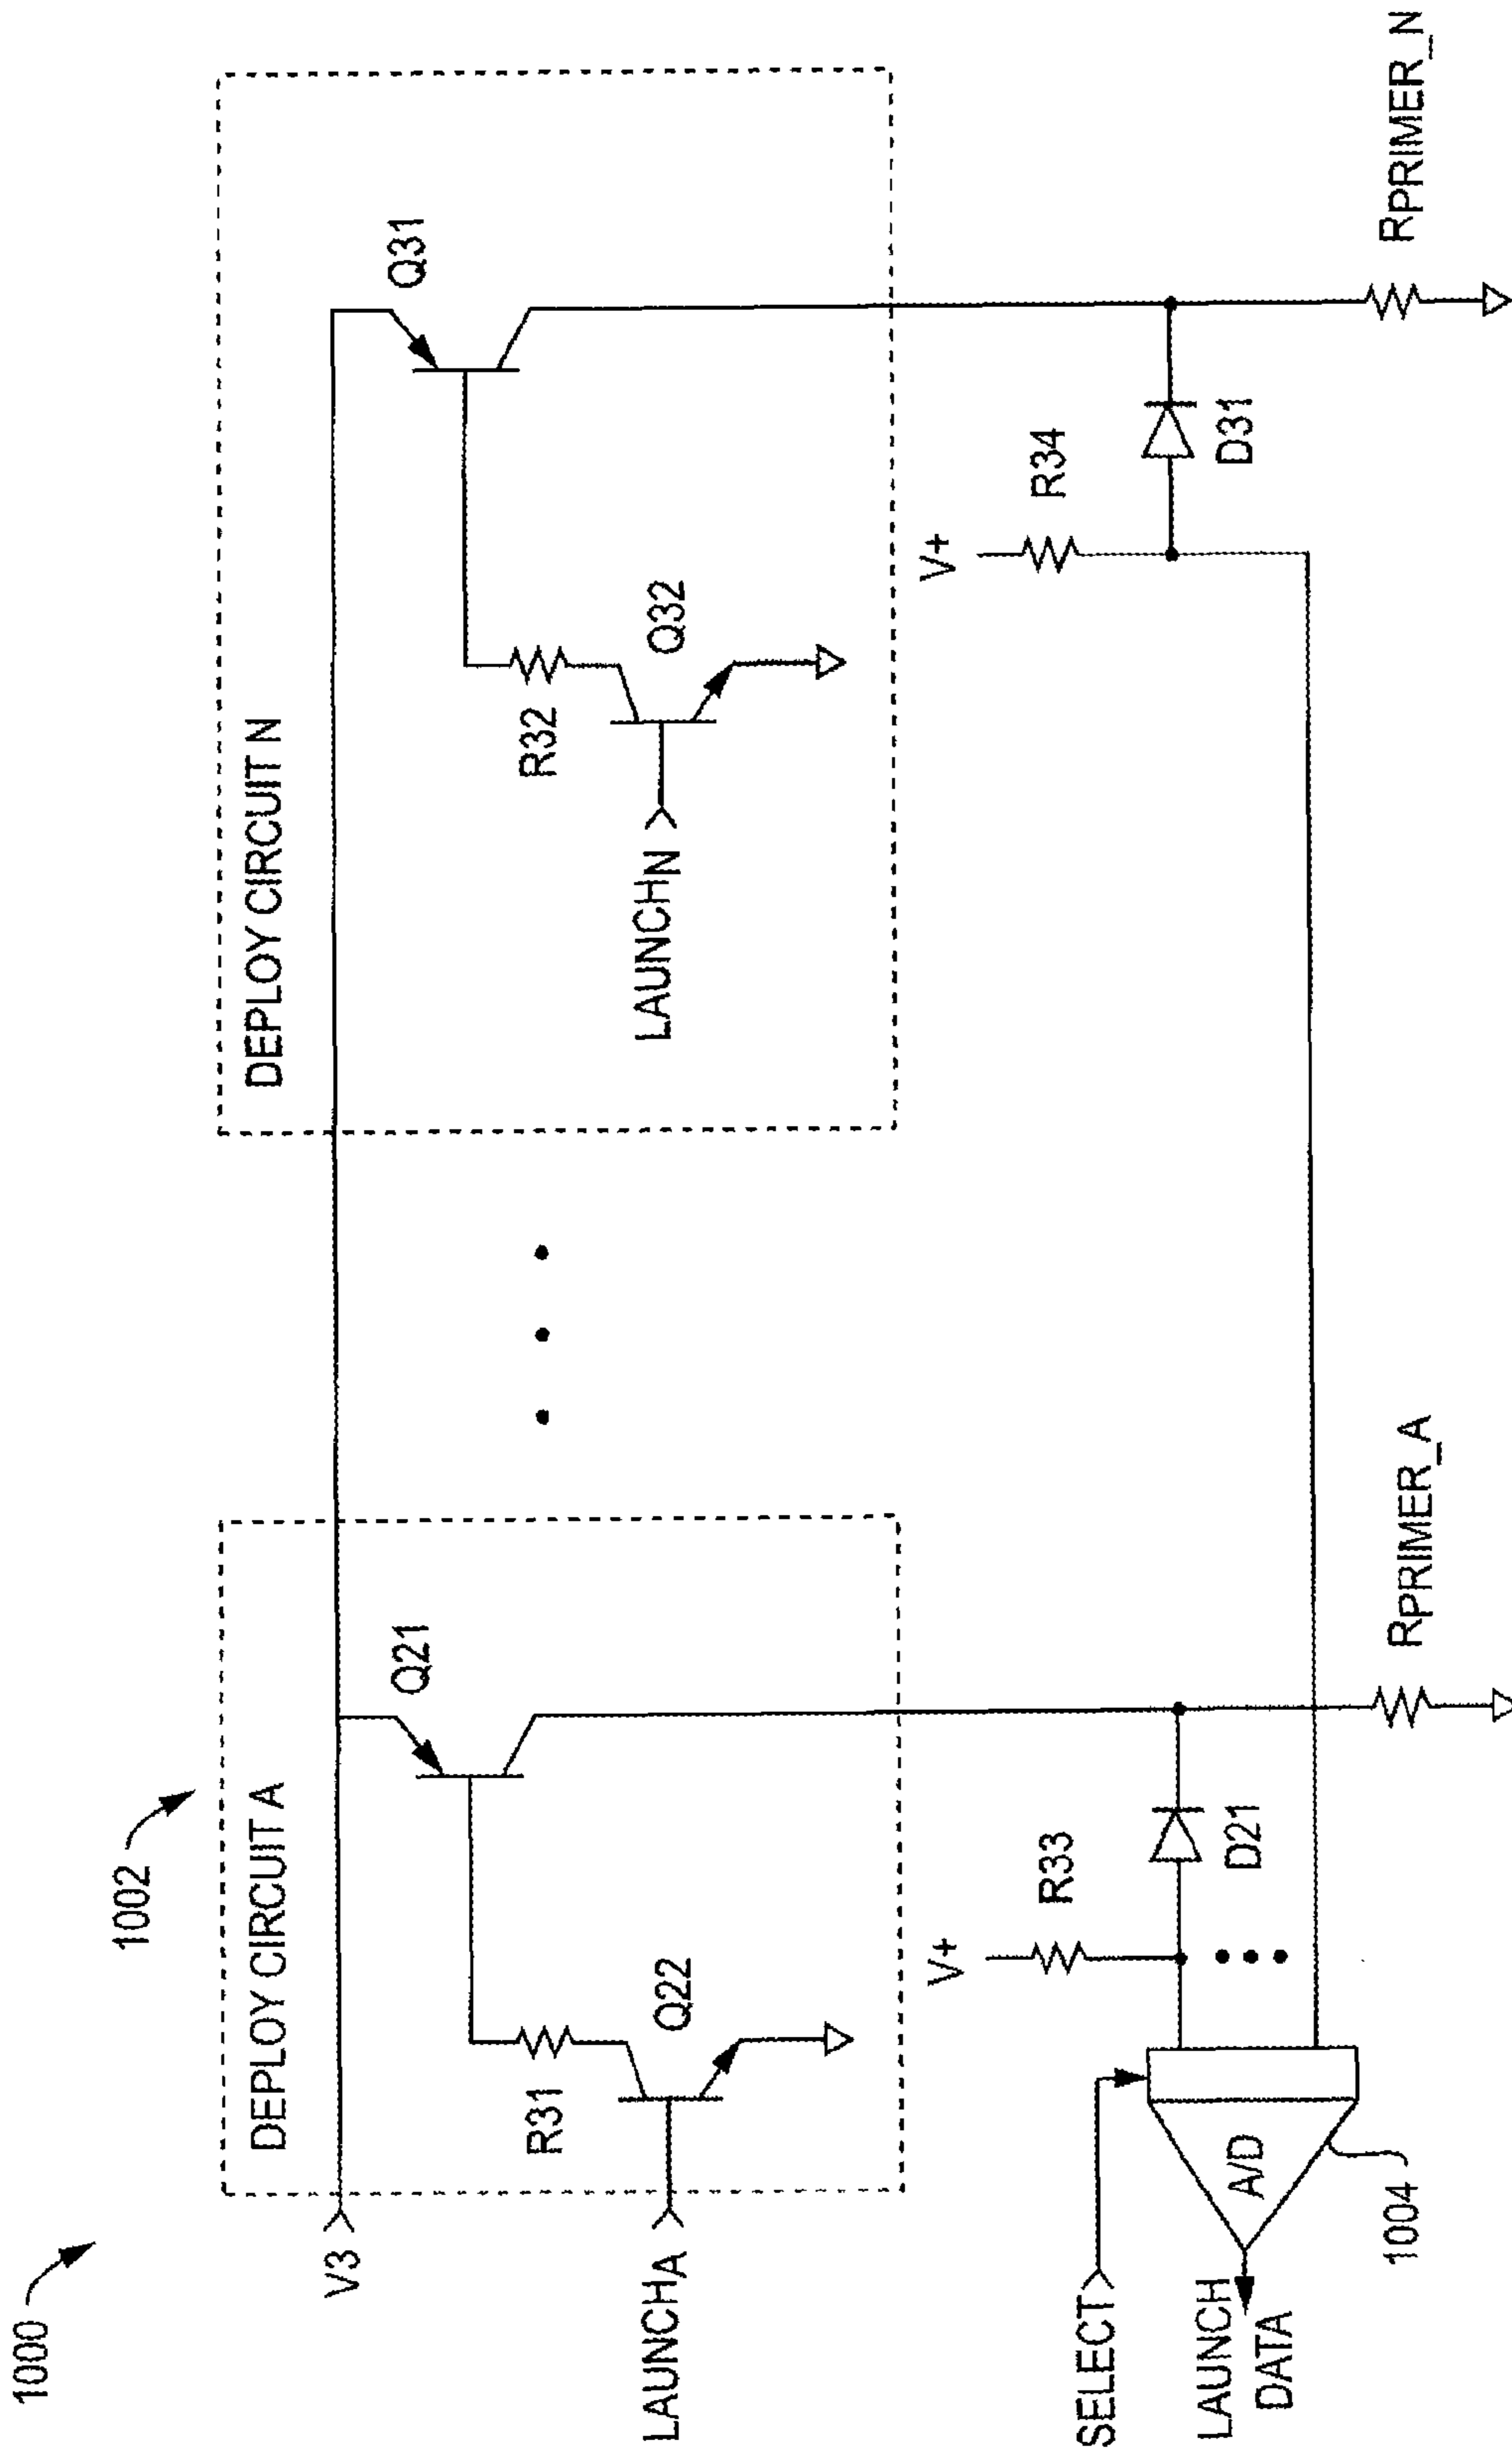 1000
1002
DEPLOY CIRCUIT A
DEPLOY CIRCUIT N
V3
Q21
Q31
R31
R32
Q22
Q32
LAUNCHA
LAUNCHN
V+
R33
V+
R34
SELECT
D21
D31
A/D
LAUNCH
DATA
1004
RPRIMER_A
RPRIMER_N